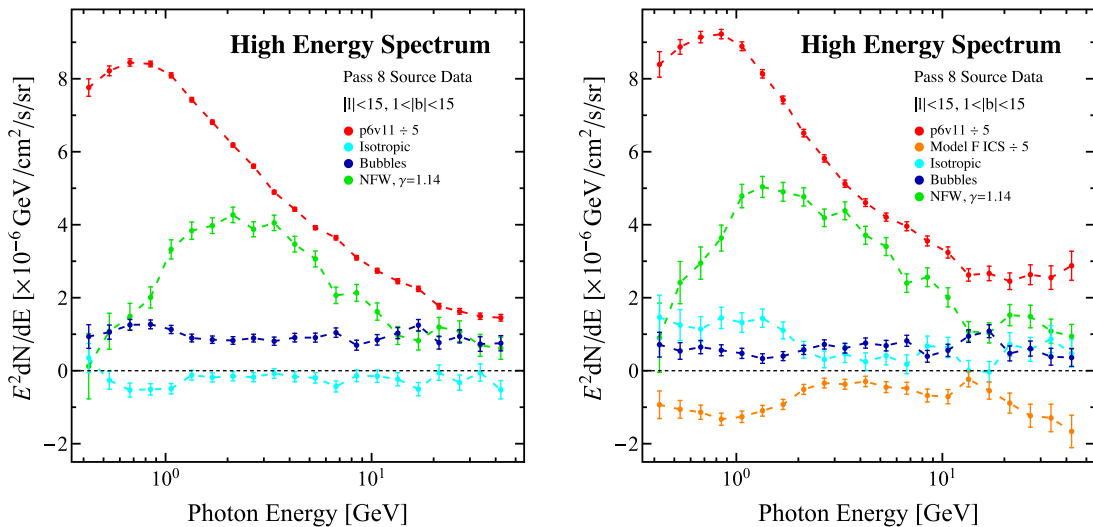 High Energy Spectrum
Pass 8 Source Data
|l|<15, 1<|b|<15
p6v11 ÷ 5
Isotropic
Bubbles
NFW, γ=1.14
8
6
4
2
0
−2
10⁰
10¹
E²dN/dE [×10⁻⁶ GeV/cm²/s/sr]
Photon Energy [GeV]
High Energy Spectrum
Pass 8 Source Data
|l|<15, 1<|b|<15
p6v11 ÷ 5
Model F ICS ÷ 5
Isotropic
Bubbles
NFW, γ=1.14
8
6
4
2
0
−2
10⁰
10¹
E²dN/dE [×10⁻⁶ GeV/cm²/s/sr]
Photon Energy [GeV]